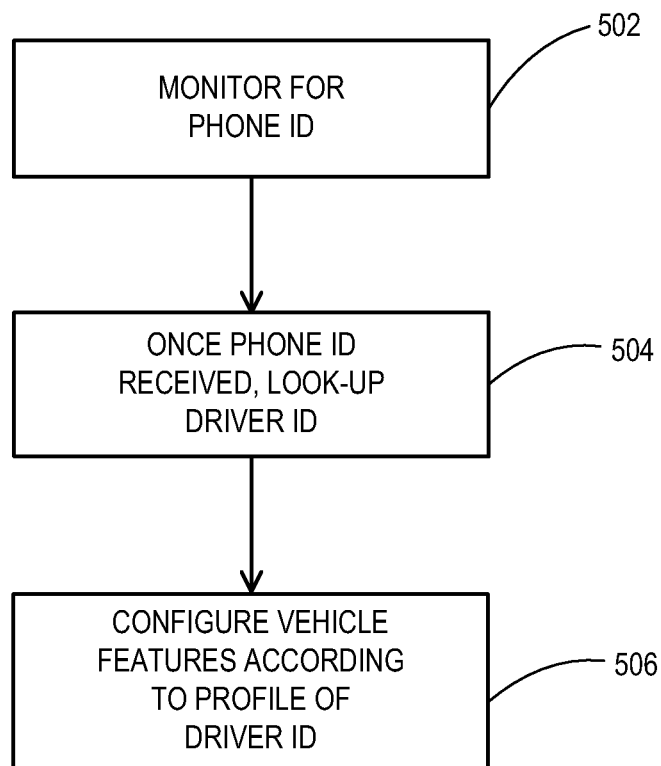 502
MONITOR FOR
PHONE ID
504
ONCE PHONE ID
RECEIVED, LOOK-UP
DRIVER ID
506
CONFIGURE VEHICLE
FEATURES ACCORDING
TO PROFILE OF
DRIVER ID